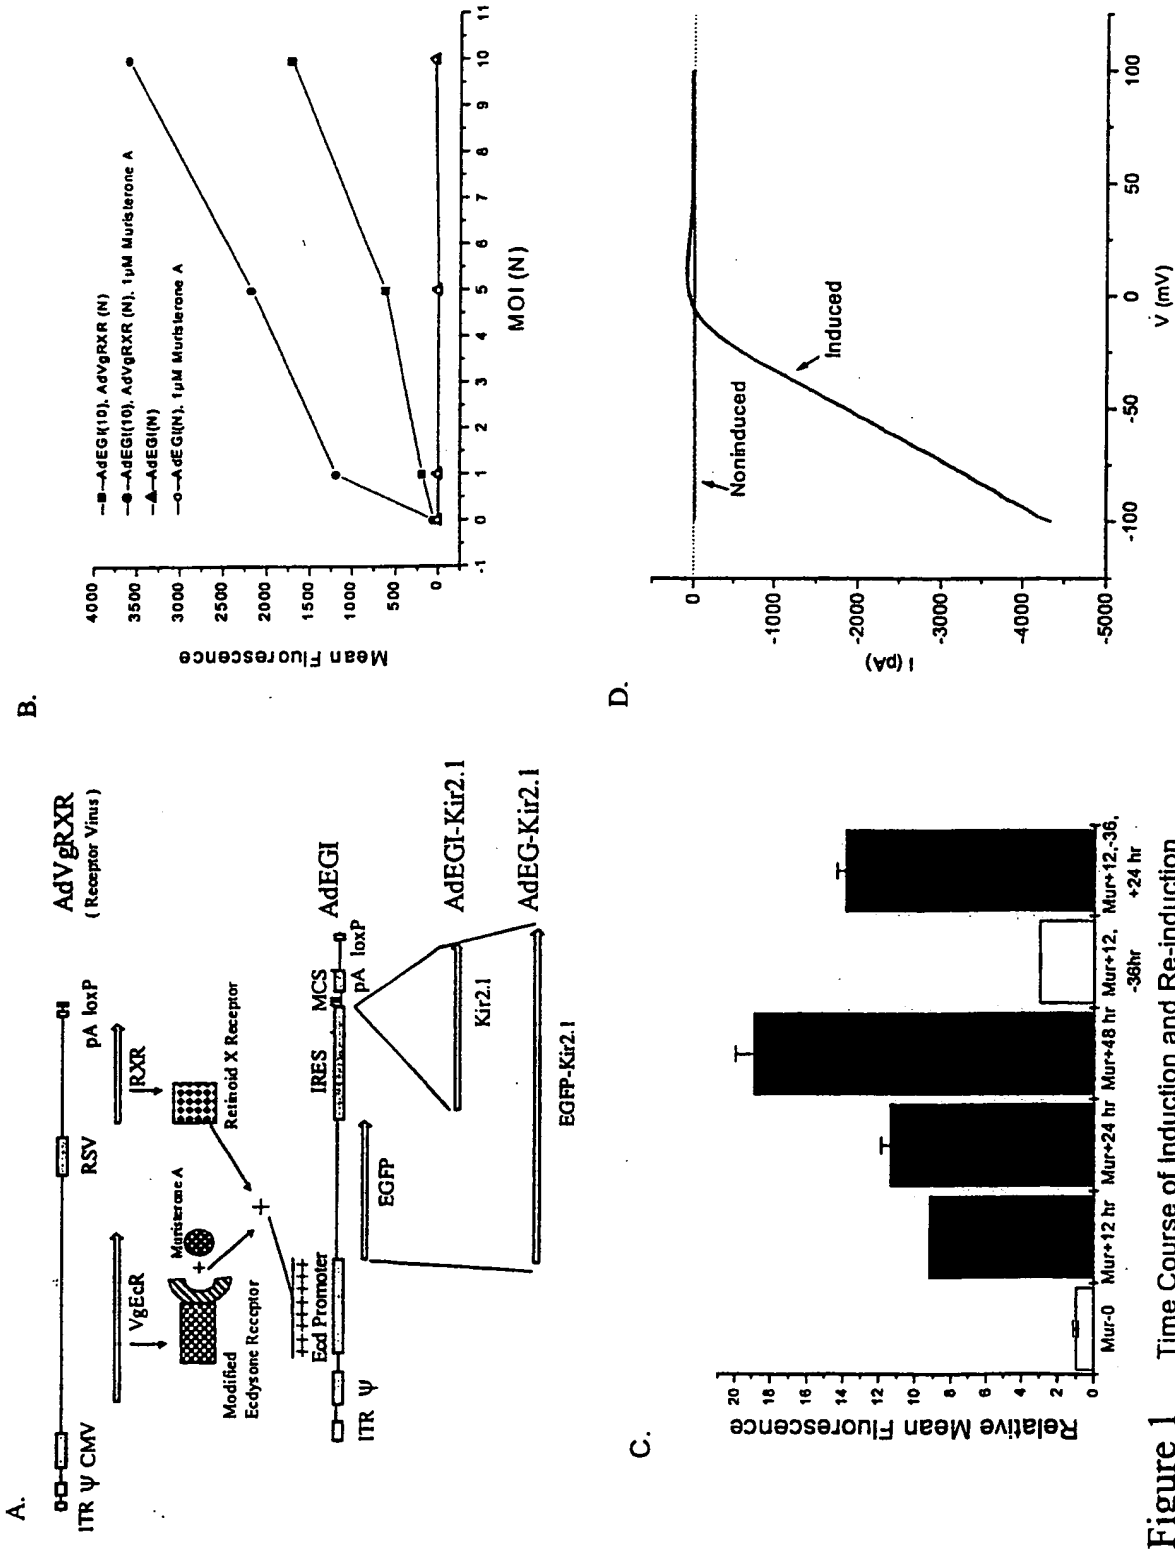 A.
ITR Ψ CMV
RSV
pA loxP
AdVgRXR
( Receptor Virus )
VgEcR
RXR
Muristerone A
+
Modified
Ecdysone Receptor
Retinoid X Receptor
+
Ecd Promoter
ITR Ψ
IRES
MCS
pA loxP
AdEGI
EGFP
Kir2.1
AdEGI-Kir2.1
EGFP-Kir2.1
AdEG-Kir2.1
B.
Mean Fluorescence
4000
3500
3000
2500
2000
1500
1000
500
0
AdEGI(10), AdVgRXR (N)
AdEGI(10), AdVgRXR (N), 1µM Muristerone A
AdEGI(N)
AdEGI(N), 1µM Muristerone A
-1 0 1 2 3 4 5 6 7 8 9 10 11
MOI (N)
C.
Relative Mean Fluorescence
20
18
16
14
12
10
8
6
4
2
0
Mur-0 Mur+12 hr Mur+24 hr Mur+48 hr Mur+12, Mur+12,-36,
-36hr +24 hr
D.
I (pA)
0
-1000
-2000
-3000
-4000
-5000
Noninduced
Induced
-100 -50 0 50 100
V (mV)
Figure 1 Time Course of Induction and Re-induction